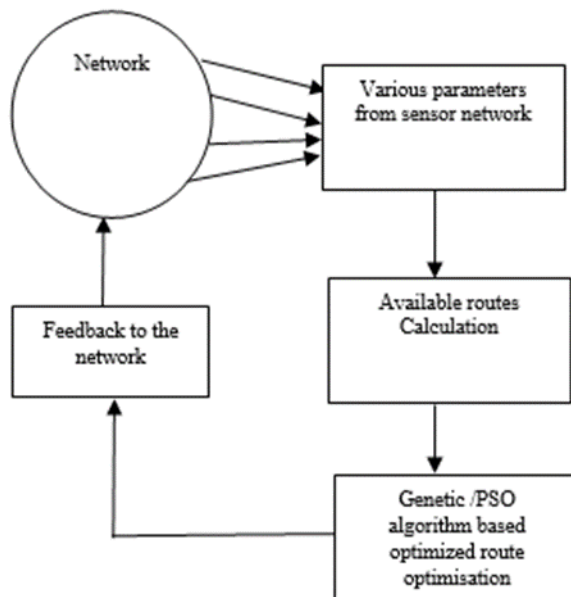 Network
Various parameters
from sensor network
Available routes
Calculation
Feedback to the
network
Genetic /PSO
algorithm based
optimized route
optimisation